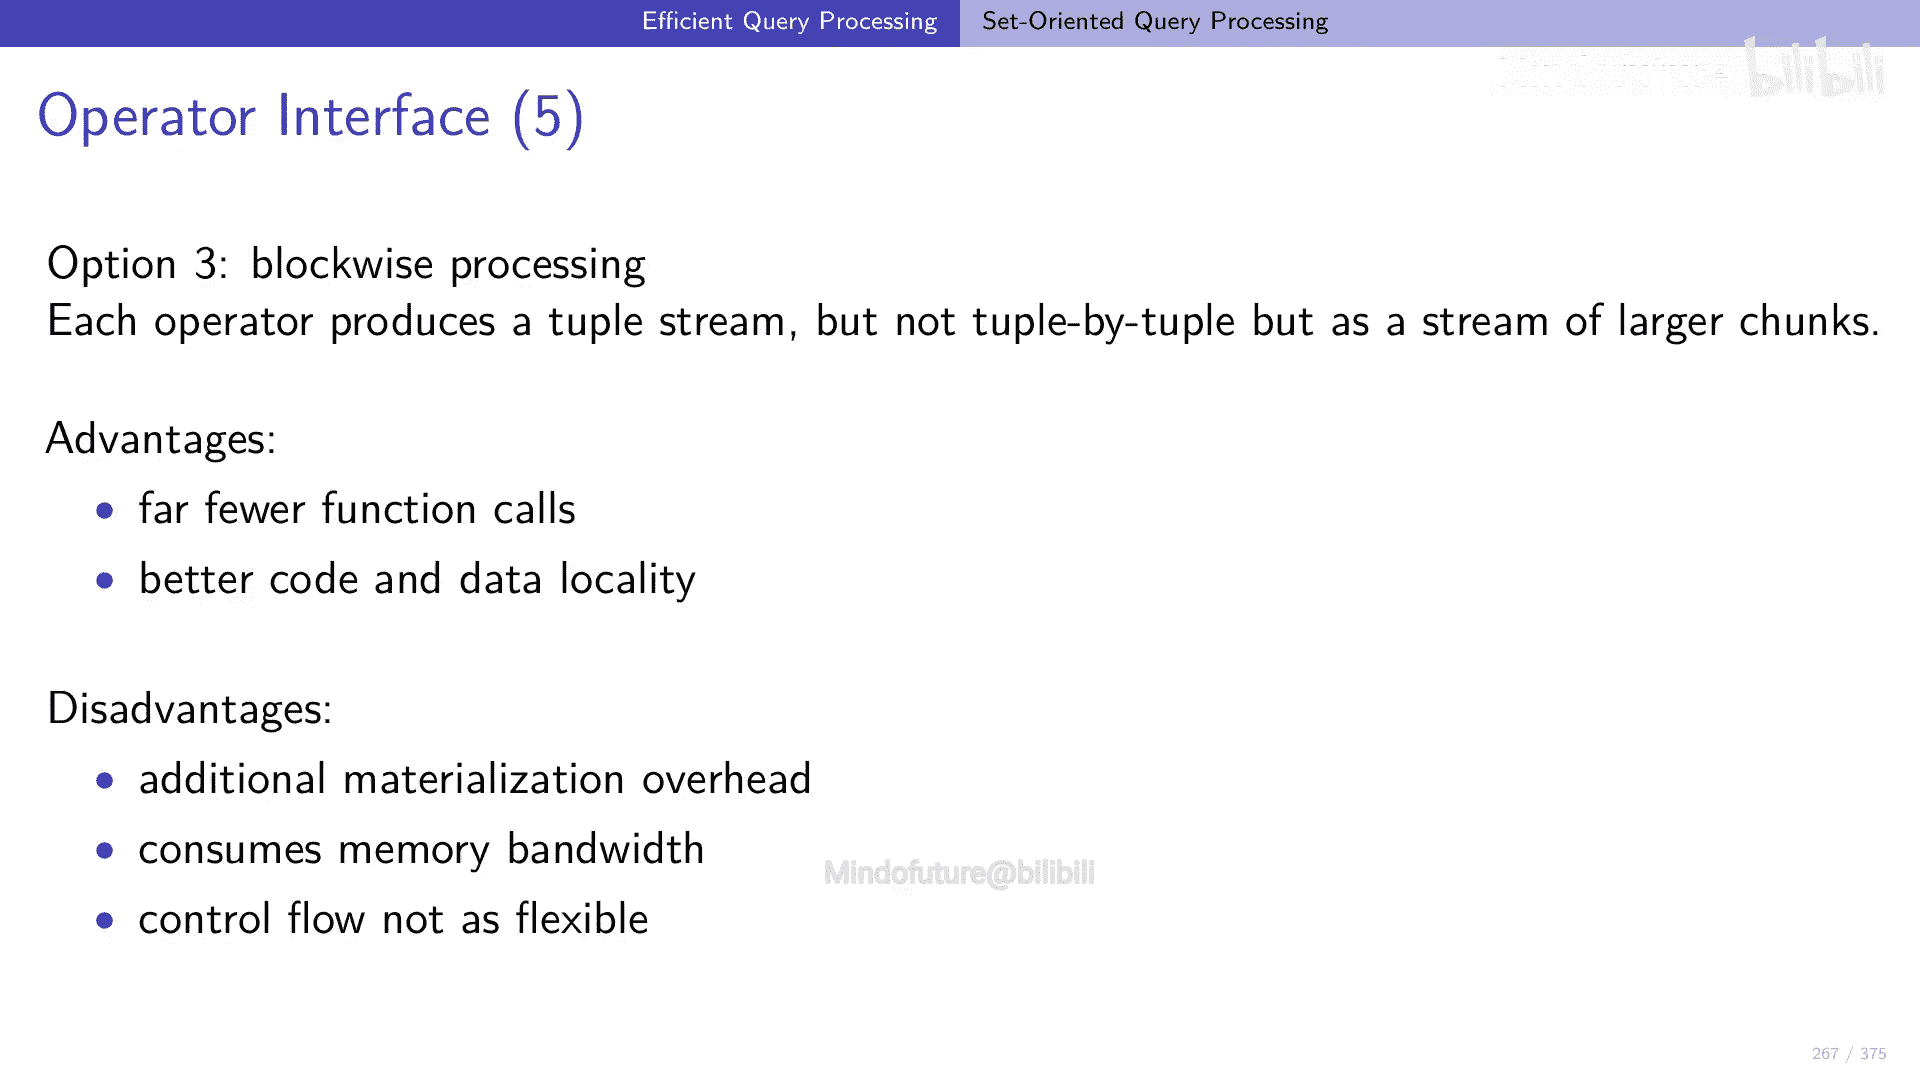 Efficient Query Processing Set-Oriented Query Processing
bilibili
Operator Interface (5)
Option 3: blockwise processing
Each operator produces a tuple stream, but not tuple-by-tuple but as a stream of larger chunks.
Advantages:
• far fewer function calls
• better code and data locality
Disadvantages:
• additional materialization overhead
• consumes memory bandwidth
Mindofuture@bilibili
• control flow not as flexible
267 / 375